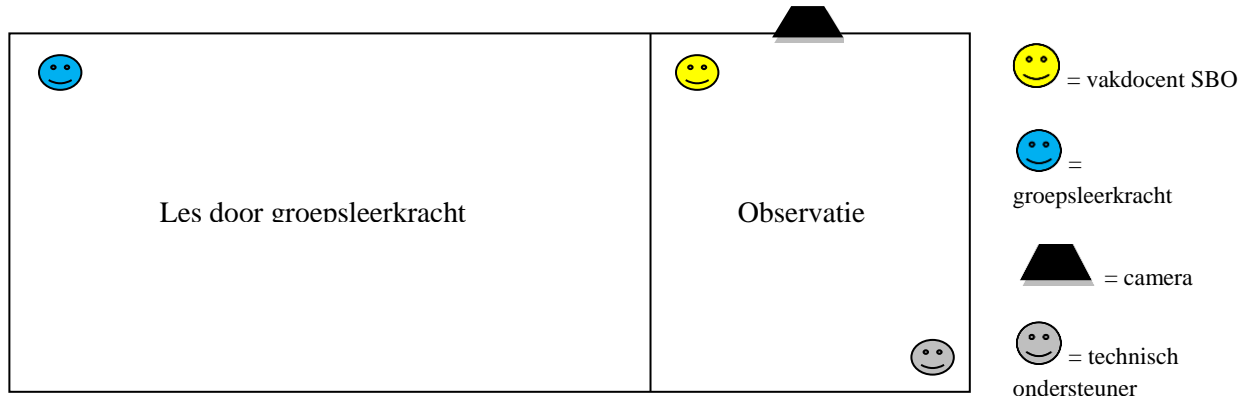 = vakdocent SBO
Les door groepsleerkracht
Observatie
=
groepsleerkracht
= camera
= technisch
ondersteuner